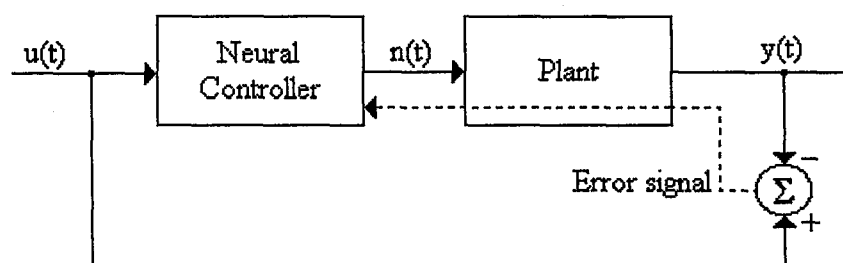 u(t)
Neural
Controller
n(t)
Plant
y(t)
Error signal
Σ
−
+